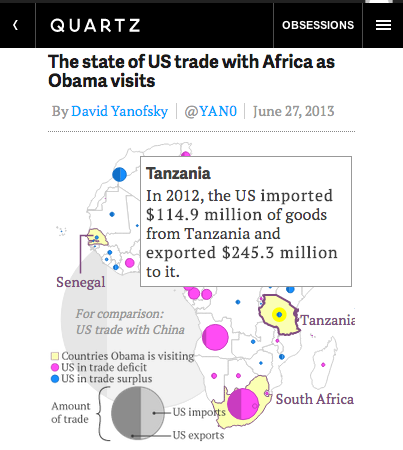 QUARTZ
OBSESSIONS
The state of US trade with Africa as
Obama visits
By David Yanofsky | @YAN0 | June 27, 2013
Tanzania
In 2012, the US imported
$114.9 million of goods
from Tanzania and
exported $245.3 million
to it.
Senegal
For comparison:
US trade with China
Tanzania
Countries Obama is visiting
US in trade deficit
US in trade surplus
South Africa
Amount
of trade
US imports
US exports